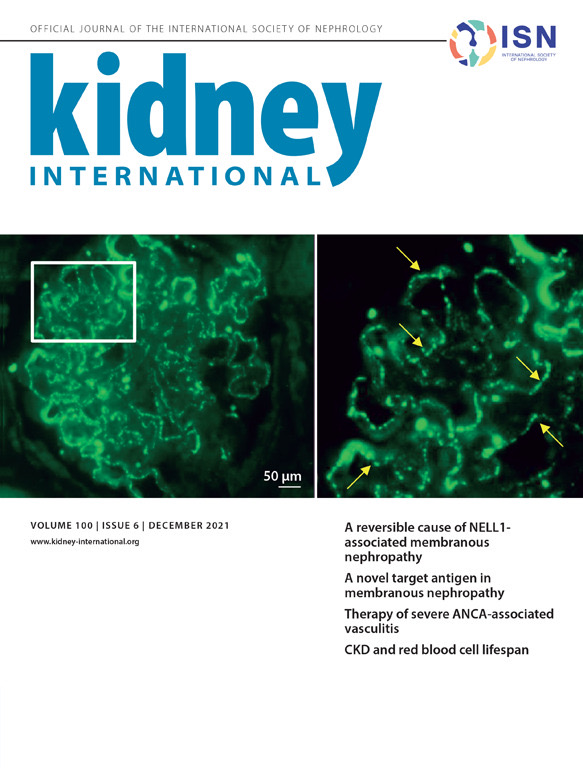 OFFICIAL JOURNAL OF THE INTERNATIONAL SOCIETY OF NEPHROLOGY
ISN
INTERNATIONAL SOCIETY
OF NEPHROLOGY
kidney
INTERNATIONAL
50 µm
VOLUME 100 | ISSUE 6 | DECEMBER 2021
www.kidney-international.org
A reversible cause of NELL1-
associated membranous
nephropathy
A novel target antigen in
membranous nephropathy
Therapy of severe ANCA-associated
vasculitis
CKD and red blood cell lifespan